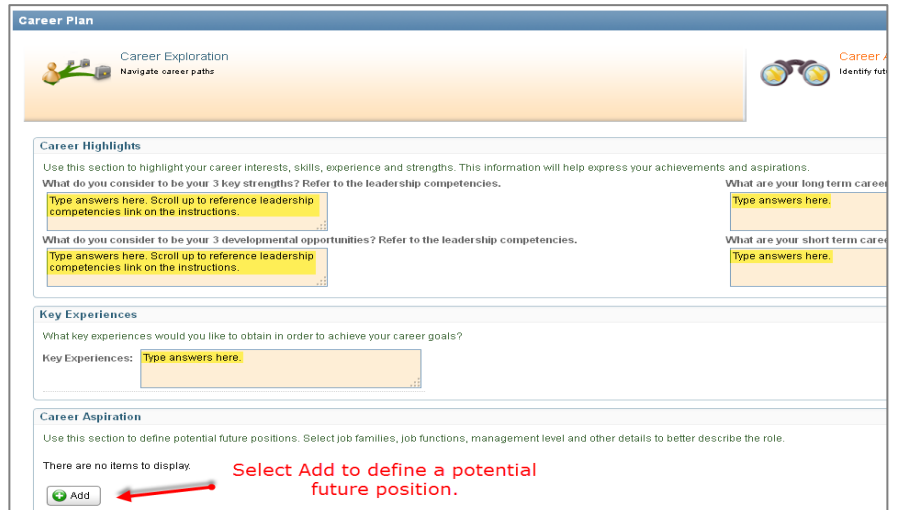 Career Plan
Career Exploration
Navigate career paths
Career
Identify
Career Highlights
Use this section to highlight your career interests, skills, experience and strengths. This information will help express your achievements and aspirations.
What do you consider to be your 3 key strengths? Refer to the leadership competencies.
What are your long term career
Type answers here. Scroll up to reference leadership
competencies link on the instructions.
Type answers here.
What do you consider to be your 3 developmental opportunities? Refer to the leadership competencies.
What are your short term
Type answers here. Scroll up to reference leadership
competencies link on the instructions.
Type answers here.
Key Experiences
What key experiences would you like to obtain in order to achieve your career goals?
Key Experiences: Type answers here.
Career Aspiration
Use this section to define potential future positions. Select job families, job functions, management level and other details to better describe the role.
There are no items to display.
Select Add to define a potential
future position.
Add